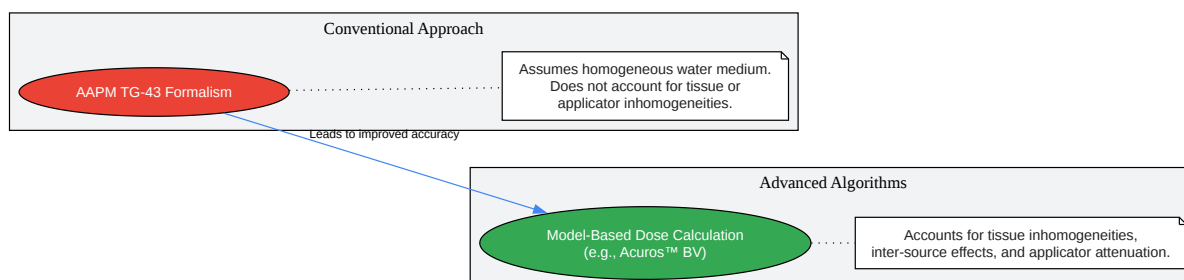 Conventional Approach
AAPM TG-43 Formalism
Assumes homogeneous water medium.
Does not account for tissue or
applicator inhomogeneities.
Leads to improved accuracy
Advanced Algorithms
Model-Based Dose Calculation
(e.g., Acuros™ BV)
Accounts for tissue inhomogeneities,
inter-source effects, and applicator attenuation.